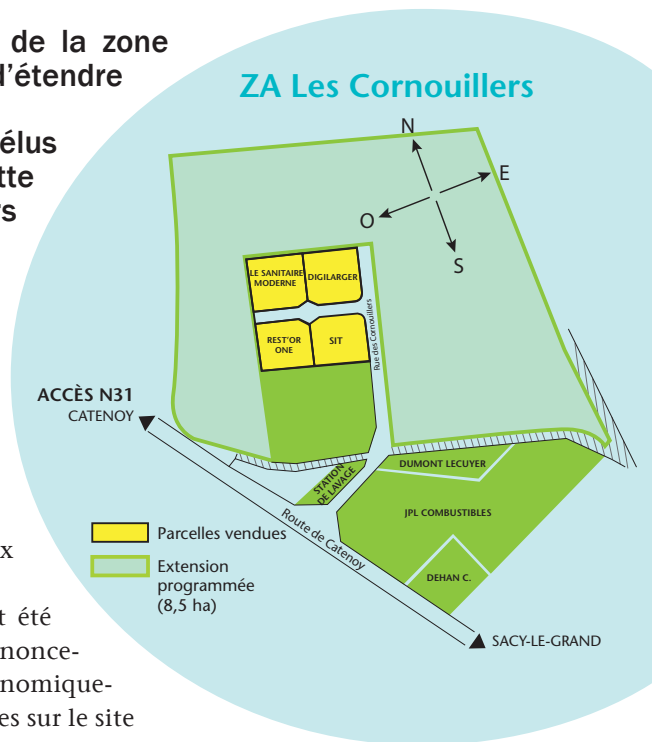 de la zone
d'étendre
élus
tte
rs
x
t été
nonce-
nomique-
es sur le site
ZA Les Cornouillers
N
E
O
S
LE SANITAIRE
MODERNE
DIGILARGER
REST'OR
ONE
SIT
Rue des Cornouillers
ACCÈS N31
CATENOY
STATION
DE LAVAGE
DUMONT LECUYER
JPL COMBUSTIBLES
DEHAN C.
Route de Catenoy
SACY-LE-GRAND
Parcelles vendues
Extension
programmée
(8,5 ha)